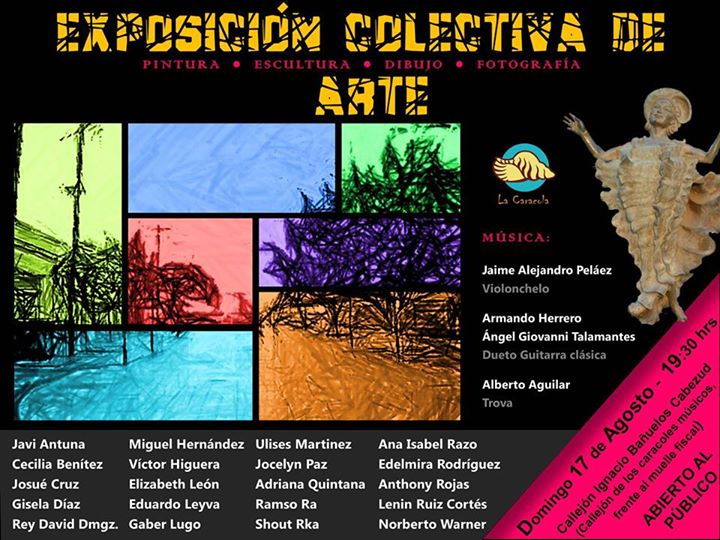 EXPOSICIÓN COLECTIVA DE
PINTURA • ESCULTURA • DIBUJO • FOTOGRAFÍA
ARTE
La Caracola
MÚSICA:
Jaime Alejandro Peláez
Violonchelo
Armando Herrero
Ángel Giovanni Talamantes
Dueto Guitarra clásica
Alberto Aguilar
Trova
Javi Antuna
Cecilia Benítez
Josué Cruz
Gisela Díaz
Rey David Dmgz.
Miguel Hernández
Víctor Higuera
Elizabeth León
Eduardo Leyva
Gaber Lugo
Ulises Martinez
Jocelyn Paz
Adriana Quintana
Ramso Ra
Shout Rka
Ana Isabel Razo
Edelmira Rodríguez
Anthony Rojas
Lenin Ruiz Cortés
Norberto Warner
Domingo 17 de Agosto - 19:30 hrs
Callejón Ignacio Bañuelos Cabezud
(Callejón de los caracoles músicos,
frente al muelle fiscal)
ABIERTO AL
PÚBLICO